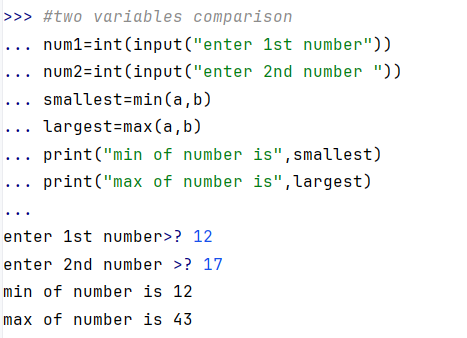 >>> #two variables comparison
... num1=int(input("enter 1st number"))
... num2=int(input("enter 2nd number "))
... smallest=min(a,b)
... largest=max(a,b)
... print("min of number is",smallest)
... print("max of number is",largest)
...
enter 1st number>? 12
enter 2nd number >? 17
min of number is 12
max of number is 43